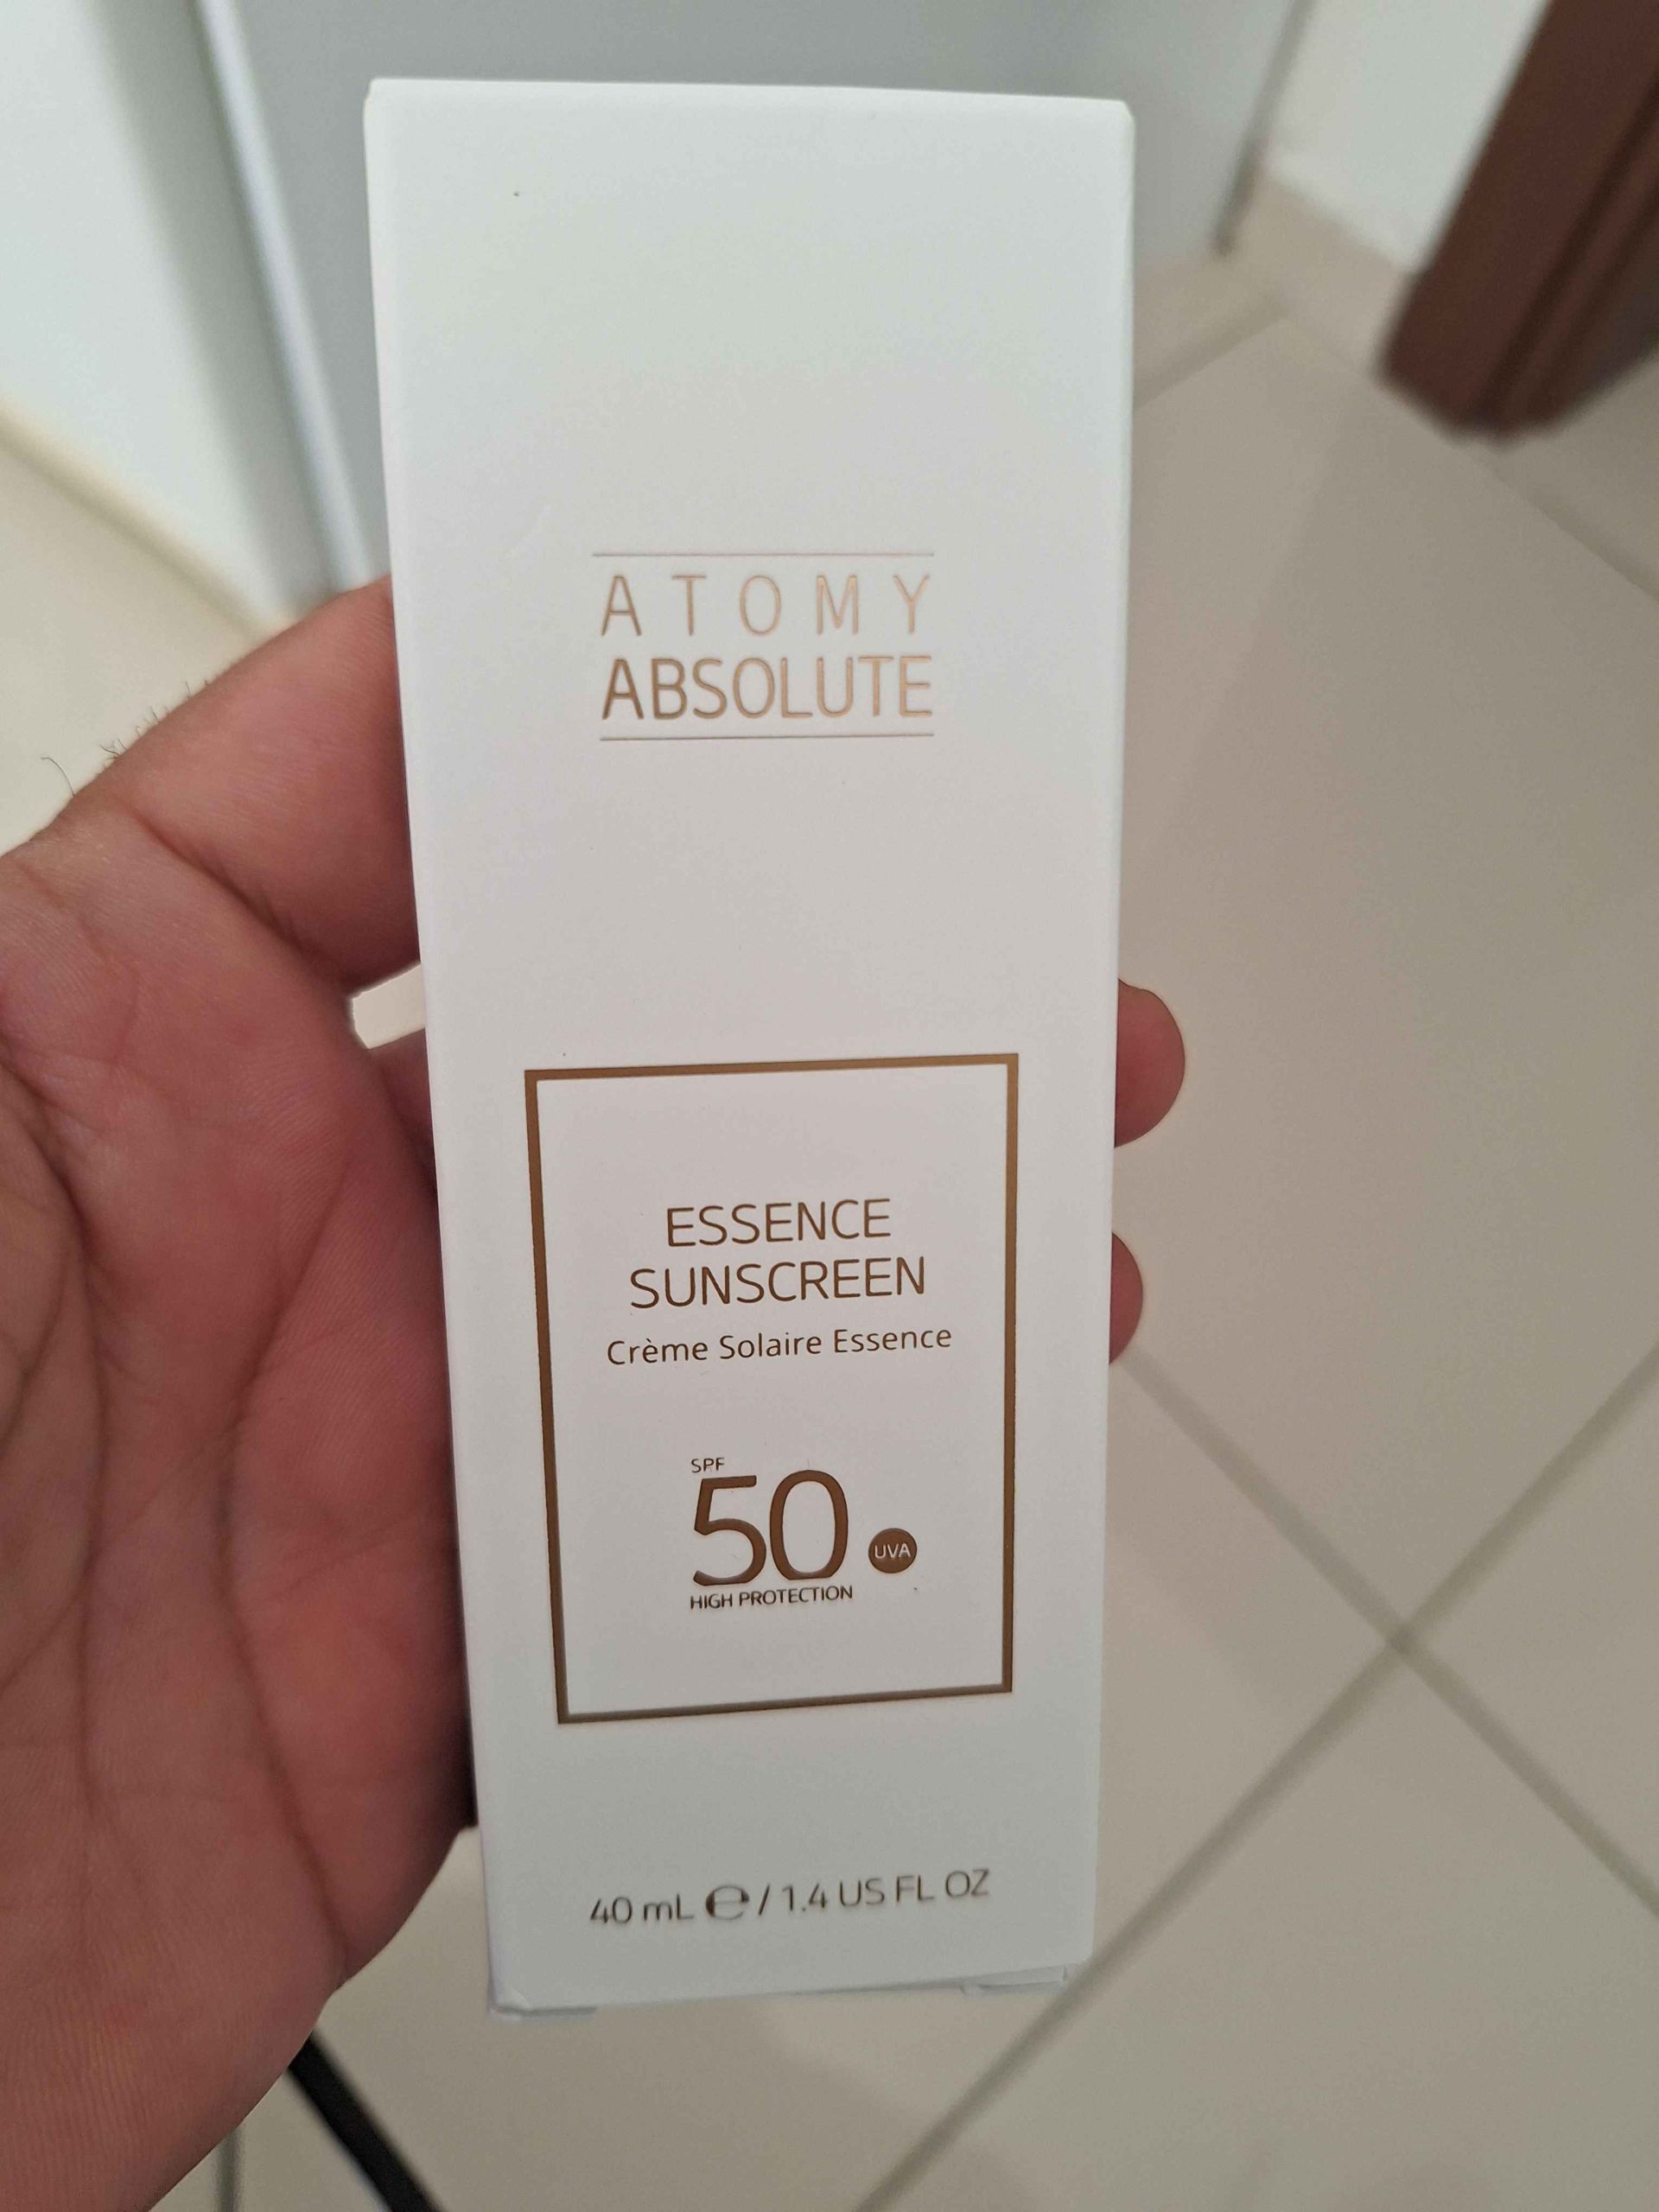 ATOMY
ABSOLUTE
ESSENCE
SUNSCREEN
Crème Solaire Essence
SPF
50
UVA
HIGH PROTECTION
40 mL ℮ / 1.4 US FL OZ